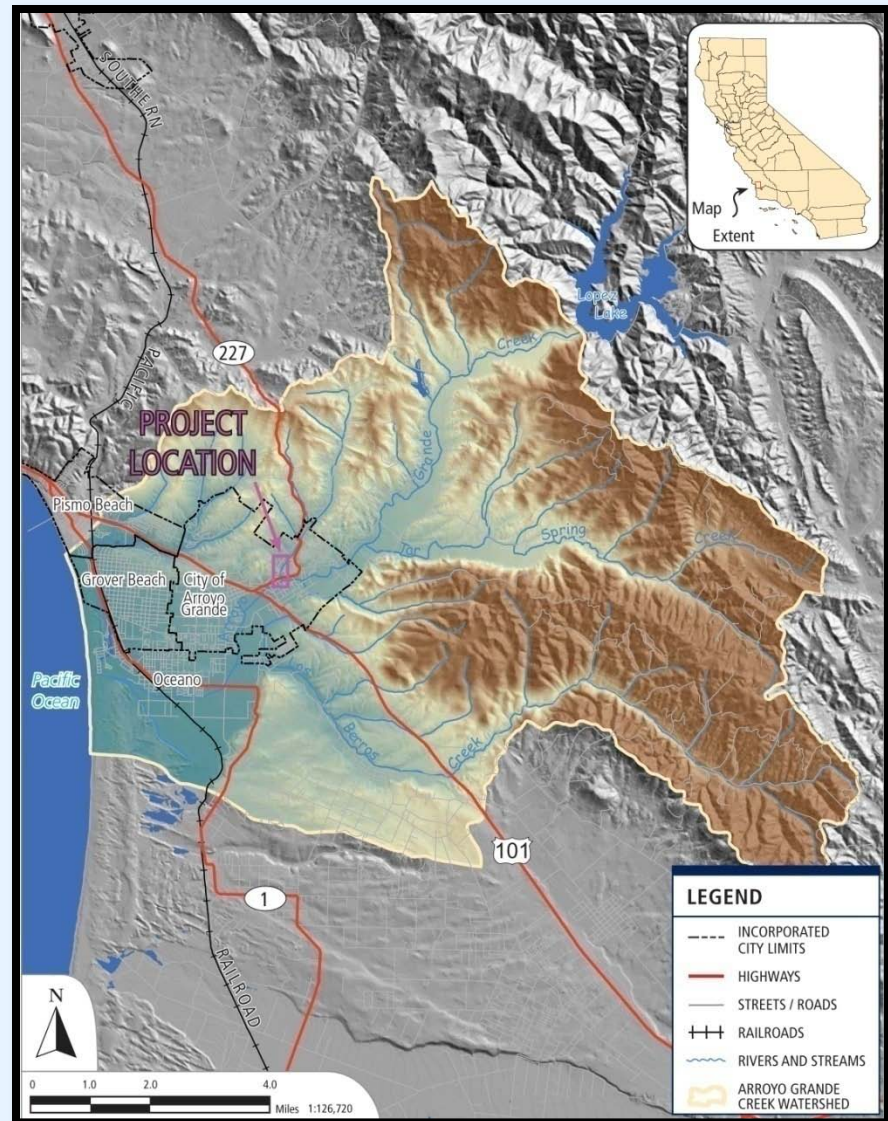 SOUTHERN
PACIFIC
RAILROAD
Map
Extent
Lopez
Lake
Creek
227
Grande
PROJECT
LOCATION
Pismo Beach
Grover Beach
City of
Arroyo
Grande
Tar
Spring
Creek
Pacific
Ocean
Oceano
Berros
Creek
101
1
N
0
1.0
2.0
4.0
Miles 1:126,720
LEGEND
INCORPORATED
CITY LIMITS
HIGHWAYS
STREETS / ROADS
RAILROADS
RIVERS AND STREAMS
ARROYO GRANDE
CREEK WATERSHED